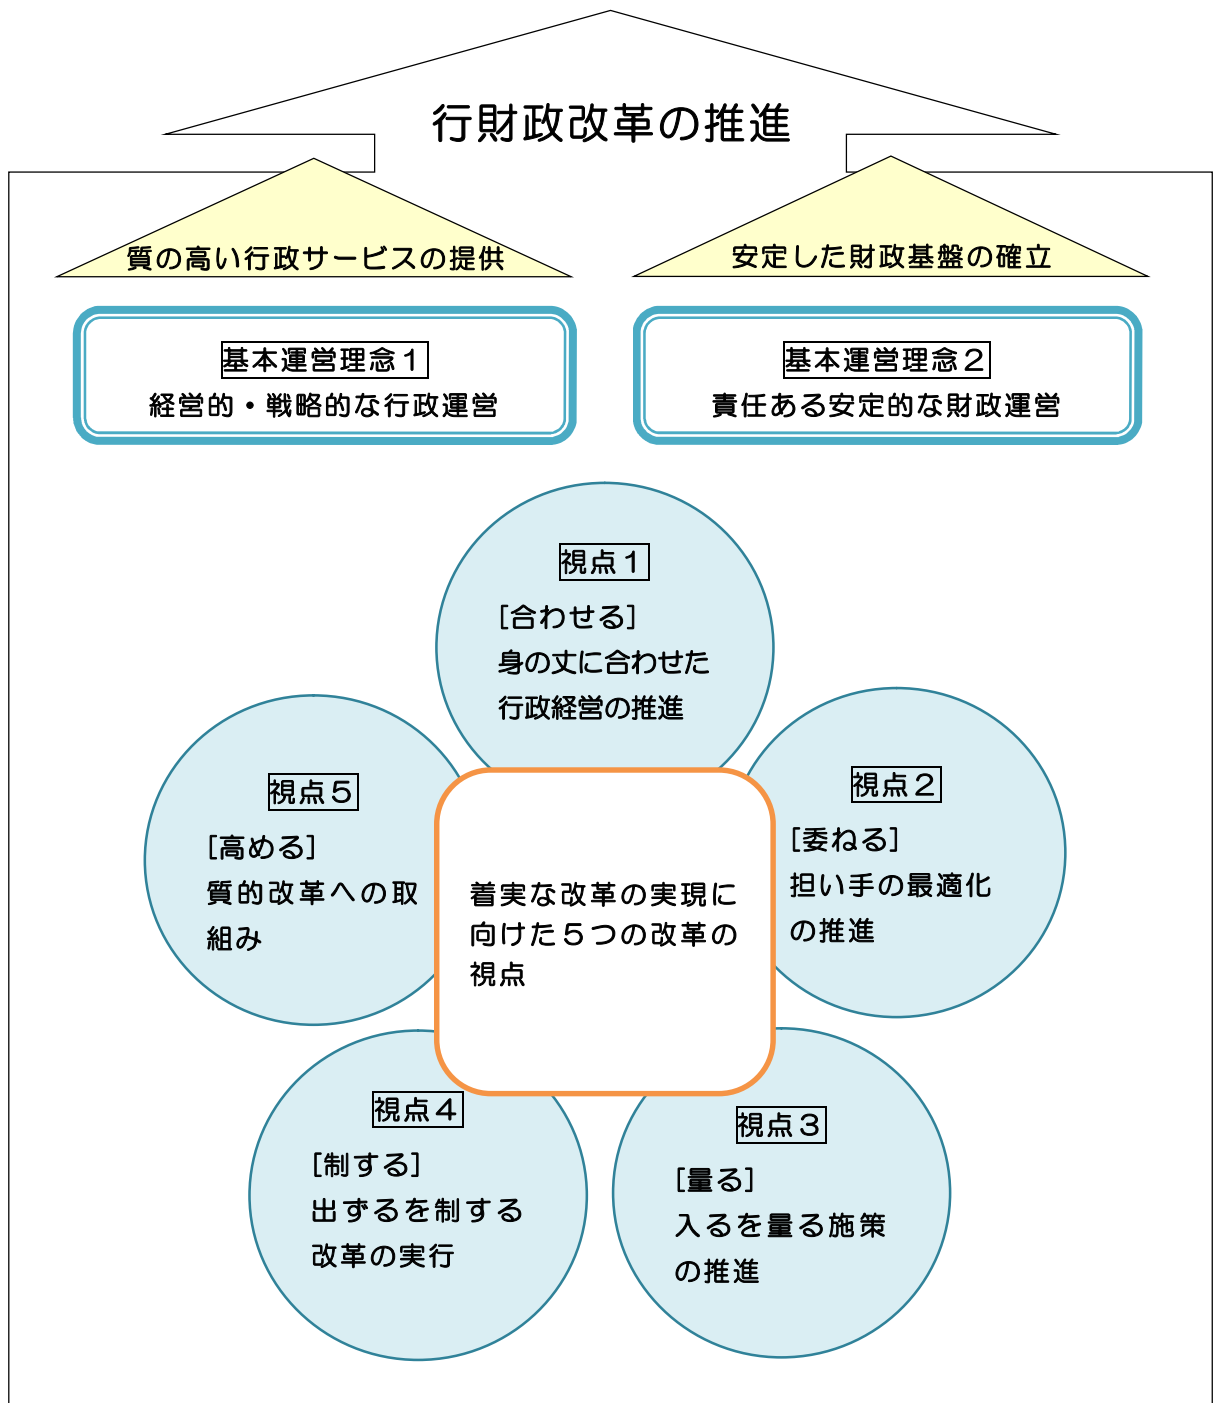 行財政改革の推進
質の高い行政サービスの提供
安定した財政基盤の確立
基本運営理念１
経営的・戦略的な行政運営
基本運営理念２
責任ある安定的な財政運営
視点１
[合わせる]
身の丈に合わせた
行政経営の推進
視点２
[委ねる]
担い手の最適化
の推進
視点３
[量る]
入るを量る施策
の推進
視点４
[制する]
出ずるを制する
改革の実行
視点５
[高める]
質的改革への取
組み
着実な改革の実現に
向けた５つの改革の
視点